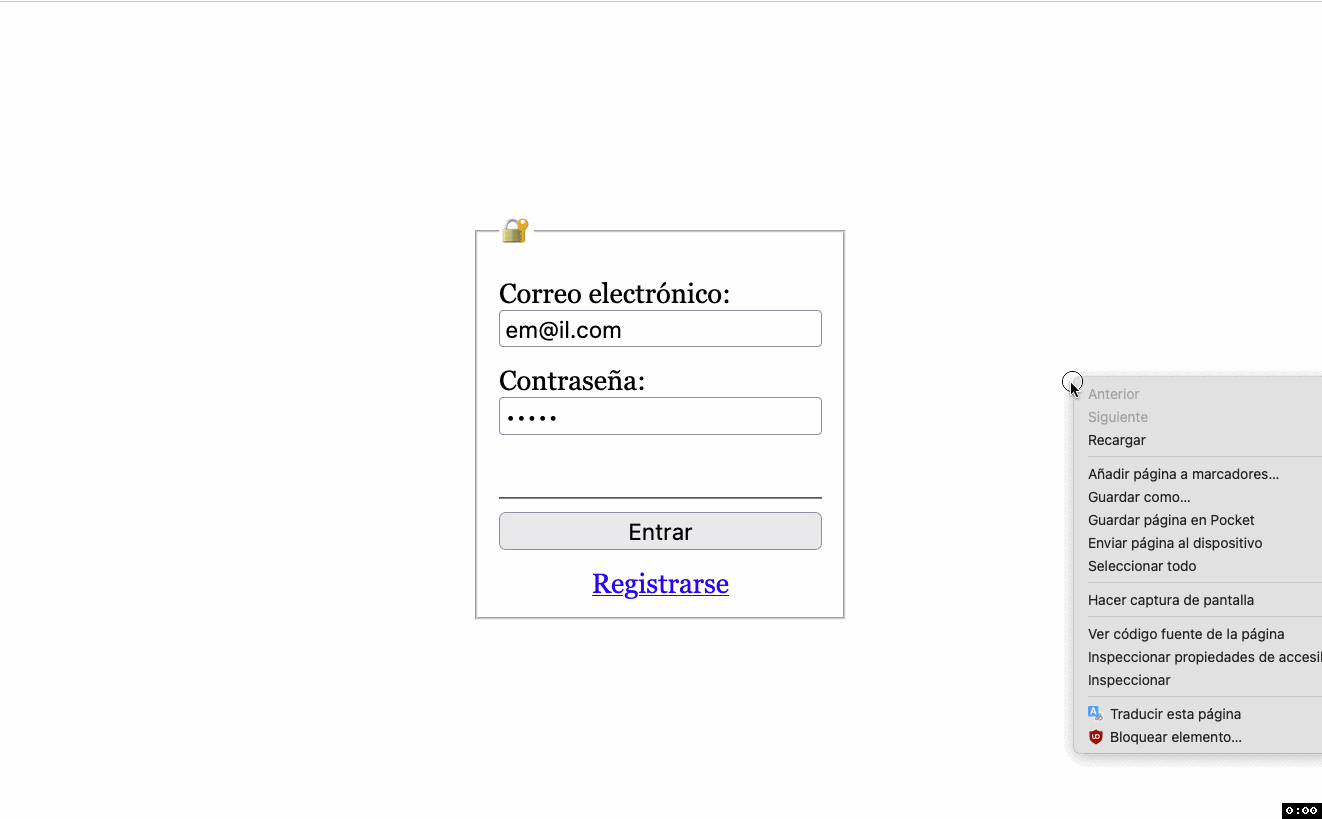 Correo electrónico:
em@il.com
Contraseña:
•••••
Entrar
Registrarse
Anterior
Siguiente
Recargar
Añadir página a marcadores...
Guardar como...
Guardar página en Pocket
Enviar página al dispositivo
Seleccionar todo
Hacer captura de pantalla
Ver código fuente de la página
Inspeccionar propiedades de accesi
Inspeccionar
Traducir esta página
Bloquear elemento...
0:00